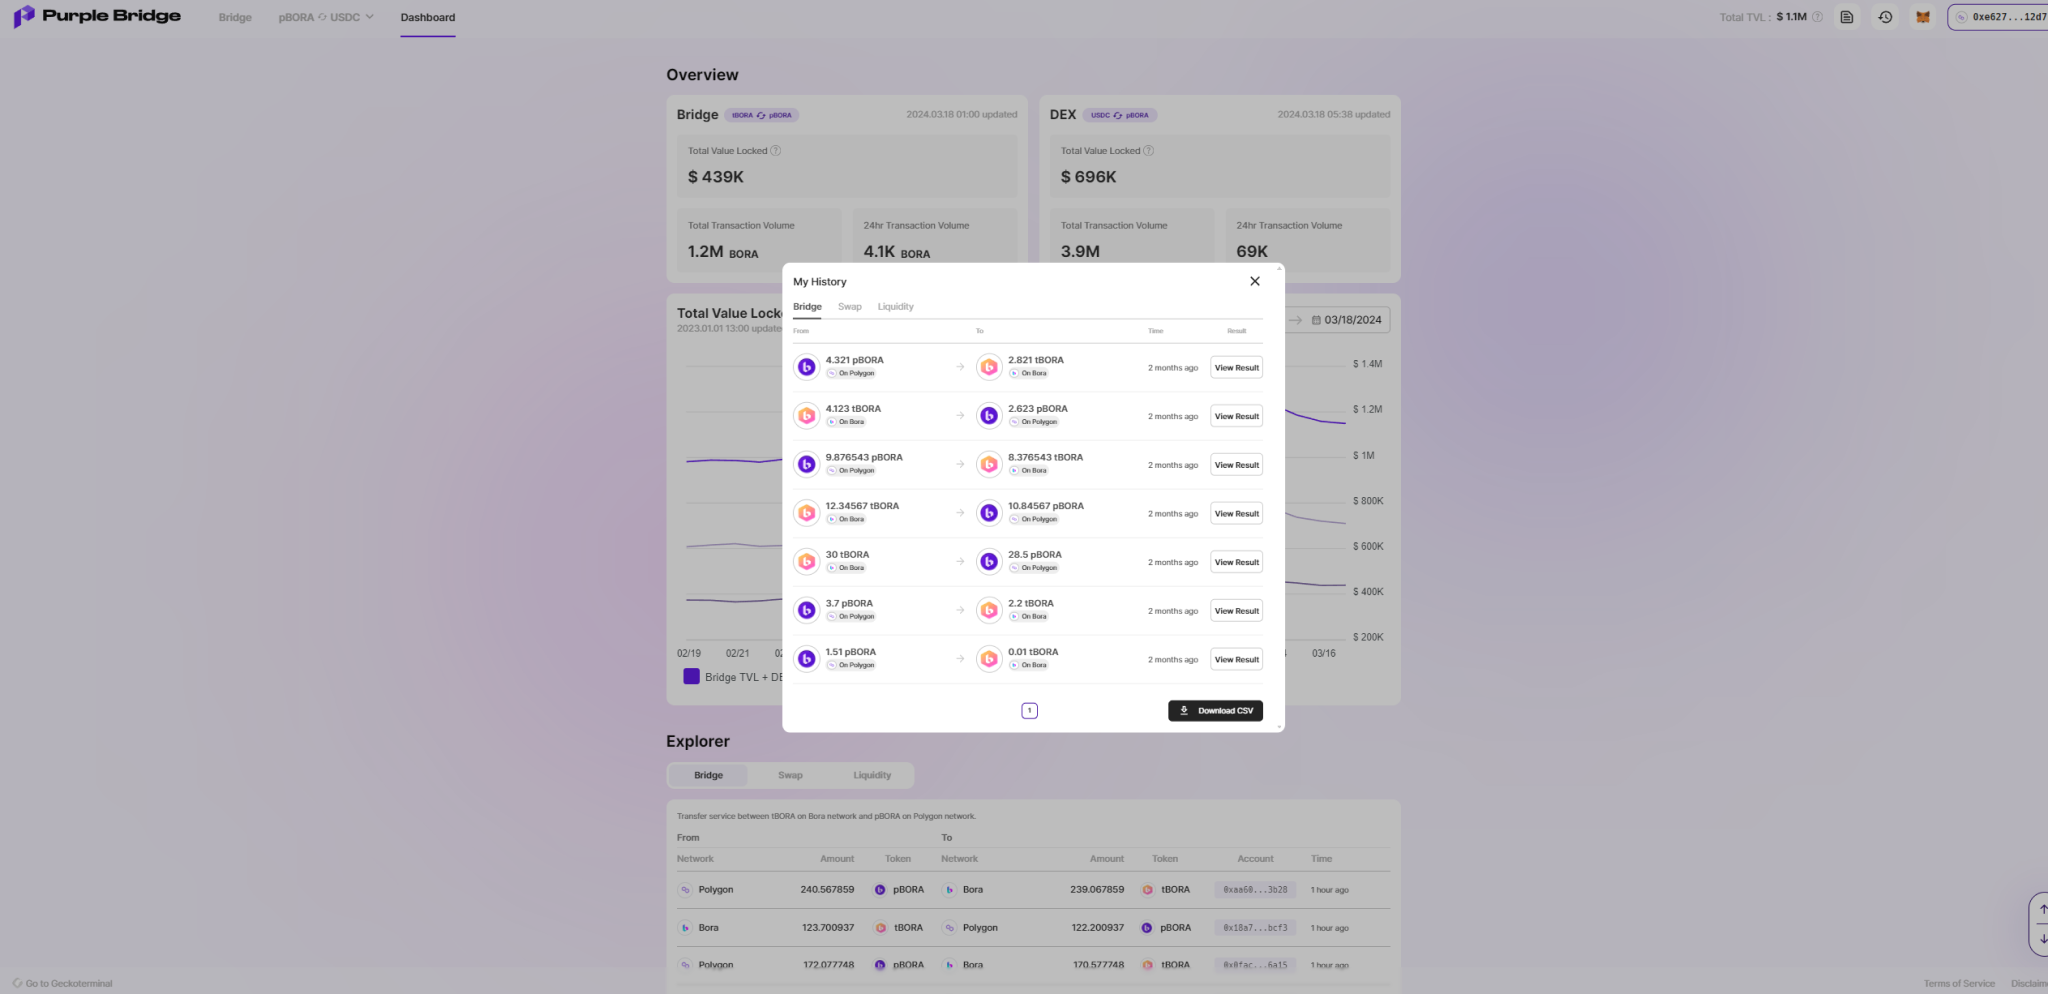 Purple Bridge
Bridge
pBORA USDC
Dashboard
Total TVL : $ 1.1M
0xe627...12d7
Overview
Bridge tBORA pBORA 2024.03.18 01:00 updated
DEX USDC pBORA 2024.03.18 05:38 updated
Total Value Locked
$ 439K
Total Value Locked
$ 696K
Total Transaction Volume
1.2M BORA
24hr Transaction Volume
4.1K BORA
Total Transaction Volume
3.9M
24hr Transaction Volume
69K
Total Value Lock
2023.01.01 13:00 update
03/18/2024
$ 1.4M
$ 1.2M
$ 1M
$ 800K
$ 600K
$ 400K
$ 200K
02/19 02/21 03/16
Bridge TVL +
My History
Bridge Swap Liquidity
From To Time Result
4.321 pBORA 2.821 tBORA 2 months ago View Result
On Polygon On Bora
4.123 tBORA 2.623 pBORA 2 months ago View Result
On Bora On Polygon
9.876543 pBORA 8.376543 tBORA 2 months ago View Result
On Polygon On Bora
12.34567 tBORA 10.84567 pBORA 2 months ago View Result
On Bora On Polygon
30 tBORA 28.5 pBORA 2 months ago View Result
On Bora On Polygon
3.7 pBORA 2.2 tBORA 2 months ago View Result
On Polygon On Bora
1.51 pBORA 0.01 tBORA 2 months ago View Result
On Polygon On Bora
1
Download CSV
Explorer
Bridge Swap Liquidity
Transfer service between tBORA on Bora network and pBORA on Polygon network.
From To
Network Amount Token Network Amount Token Account Time
Polygon 240.567859 pBORA Bora 239.067859 tBORA 0xaa60...3b28 1 hour ago
Bora 123.700937 tBORA Polygon 122.200937 pBORA 0x18a7...bcf3 1 hour ago
Polygon 172.077748 pBORA Bora 170.577748 tBORA 0x0fac...6a15 1 hour ago
Go to Geckoterminal
Terms of Service
Disclaim